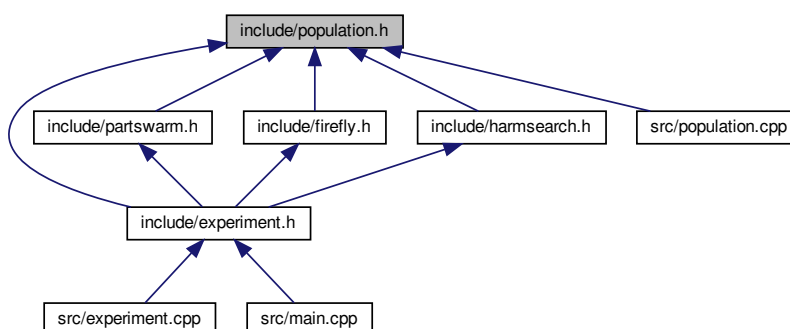 include/population.h
include/partswarm.h
include/firefly.h
include/harmsearch.h
src/population.cpp
include/experiment.h
src/experiment.cpp
src/main.cpp